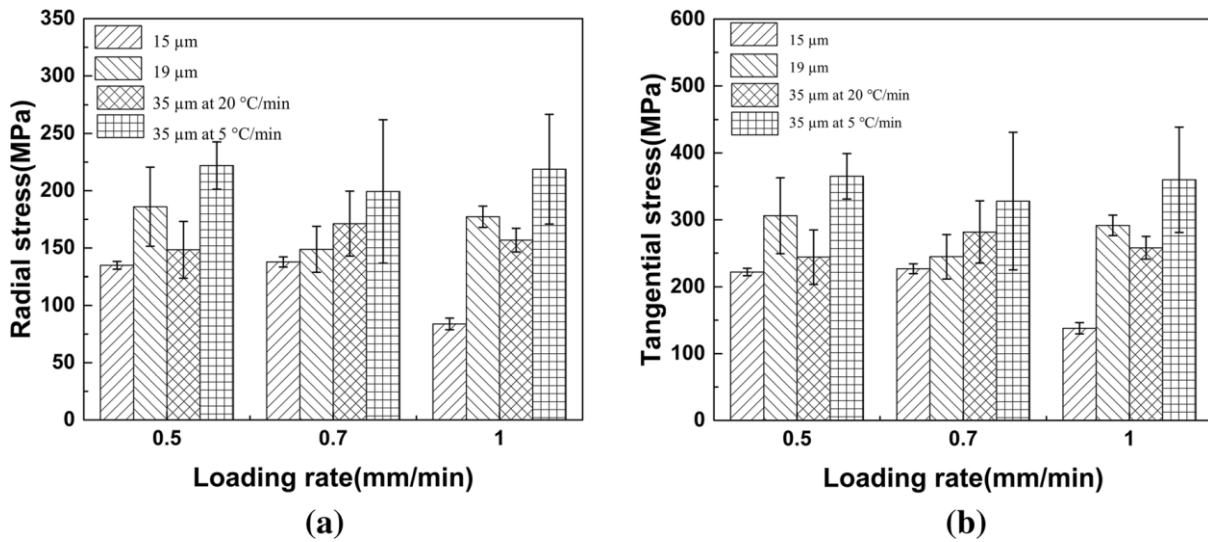 350
300
250
200
150
100
50
0
Radial stress(MPa)
15 µm
19 µm
35 µm at 20 °C/min
35 µm at 5 °C/min
0.5 0.7 1
Loading rate(mm/min)
(a)
600
500
400
300
200
100
0
Tangential stress(MPa)
15 µm
19 µm
35 µm at 20 °C/min
35 µm at 5 °C/min
0.5 0.7 1
Loading rate(mm/min)
(b)